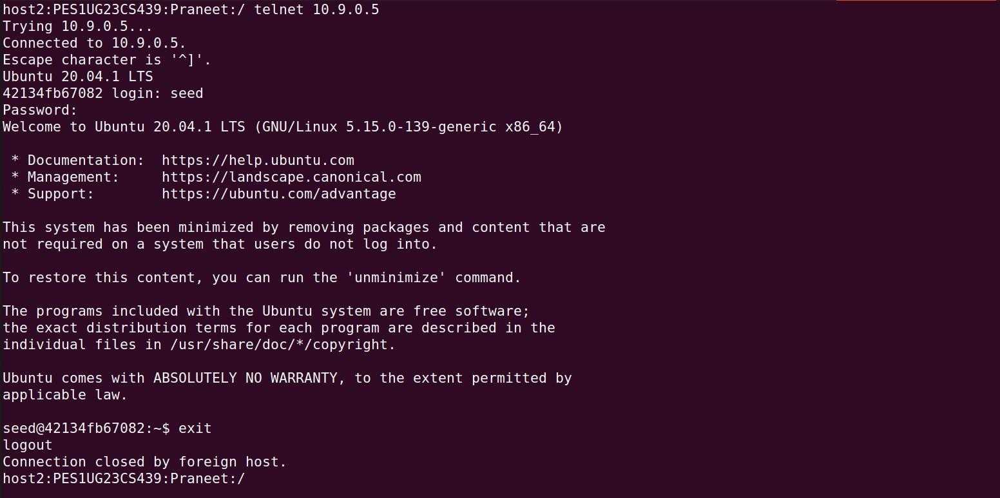 host2:PES1UG23CS439:Praneet:/ telnet 10.9.0.5
Trying 10.9.0.5...
Connected to 10.9.0.5.
Escape character is '^]'.
Ubuntu 20.04.1 LTS
42134fb67082 login: seed
Password:
Welcome to Ubuntu 20.04.1 LTS (GNU/Linux 5.15.0-139-generic x86_64)

 * Documentation:  https://help.ubuntu.com
 * Management:     https://landscape.canonical.com
 * Support:        https://ubuntu.com/advantage

This system has been minimized by removing packages and content that are
not required on a system that users do not log into.

To restore this content, you can run the 'unminimize' command.

The programs included with the Ubuntu system are free software;
the exact distribution terms for each program are described in the
individual files in /usr/share/doc/*/copyright.

Ubuntu comes with ABSOLUTELY NO WARRANTY, to the extent permitted by
applicable law.

seed@42134fb67082:~$ exit
logout
Connection closed by foreign host.
host2:PES1UG23CS439:Praneet:/